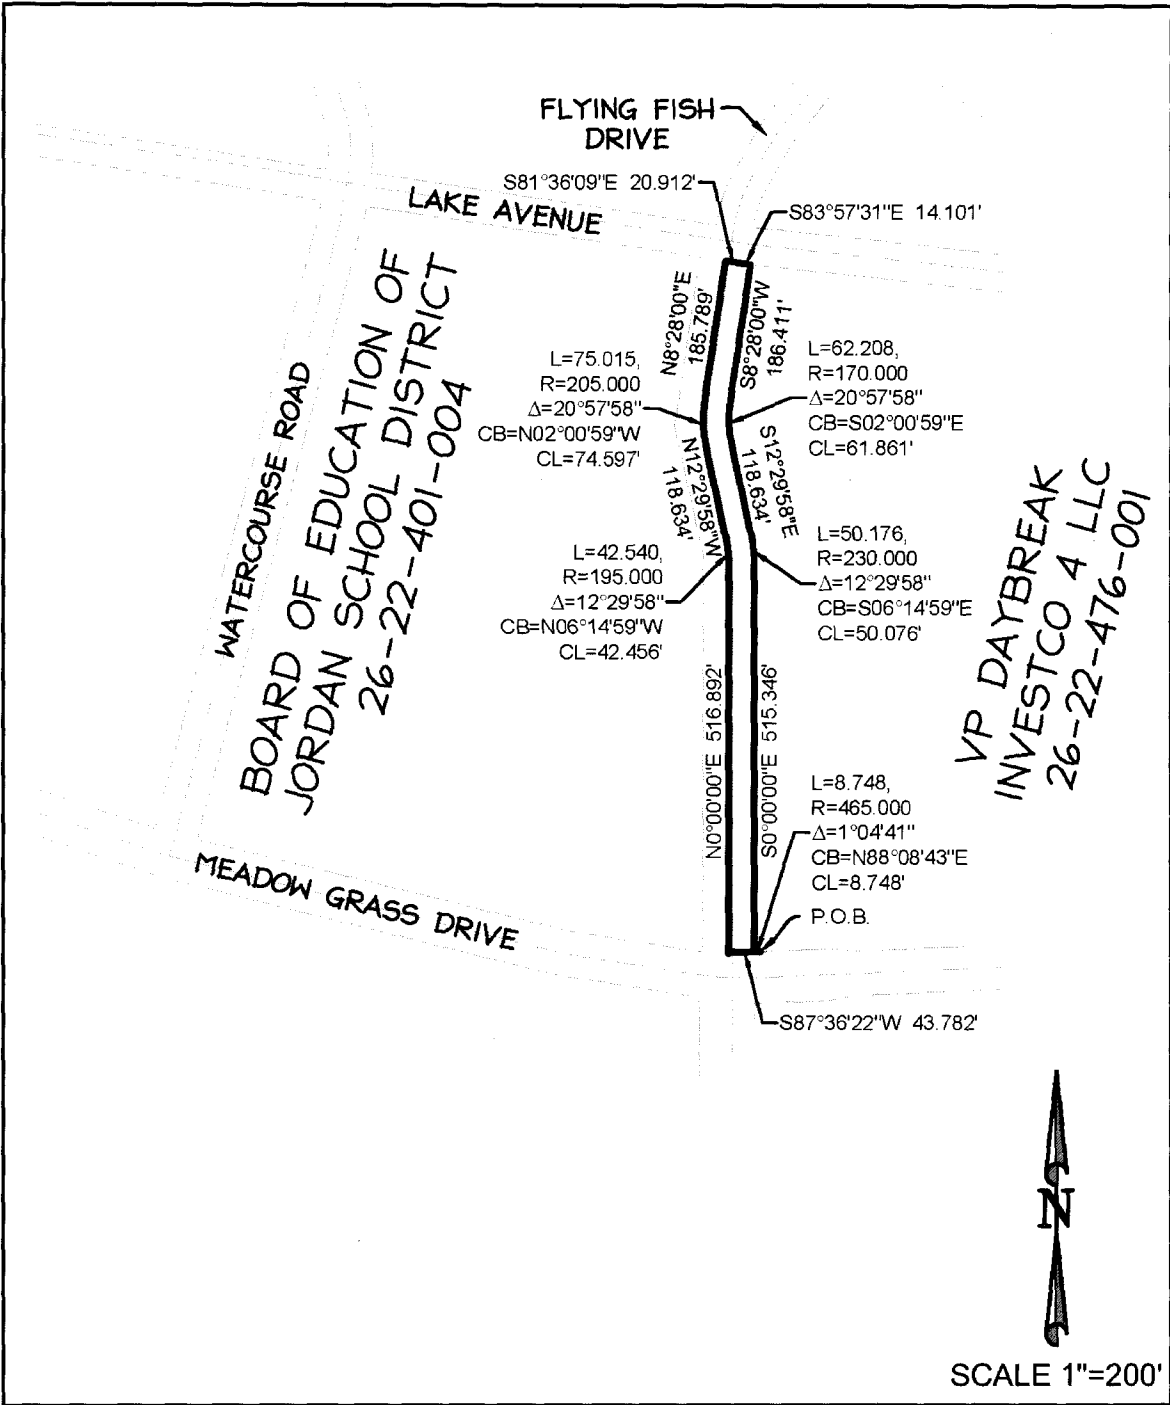 FLYING FISH
DRIVE
S81°36'09"E 20.912'
S83°57'31"E 14.101'
LAKE AVENUE
N8°28'00"E
185.789'
S8°28'00"W
186.411'
L=75.015,
R=205.000
Δ=20°57'58"
CB=N02°00'59"W
CL=74.597'
L=62.208,
R=170.000
Δ=20°57'58"
CB=S02°00'59"E
CL=61.861'
N12°29'58"W
118.634'
S12°29'58"E
118.634'
WATERCOURSE ROAD
BOARD OF EDUCATION OF
JORDAN SCHOOL DISTRICT
26-22-401-004
VP DAYBREAK
INVESTCO 4 LLC
26-22-476-001
L=42.540,
R=195.000
Δ=12°29'58"
CB=N06°14'59"W
CL=42.456'
L=50.176,
R=230.000
Δ=12°29'58"
CB=S06°14'59"E
CL=50.076'
N0°00'00"E 516.892'
S0°00'00"E 515.346'
L=8.748,
R=465.000
Δ=1°04'41"
CB=N88°08'43"E
CL=8.748'
P.O.B.
MEADOW GRASS DRIVE
S87°36'22"W 43.782'
N
SCALE 1"=200'